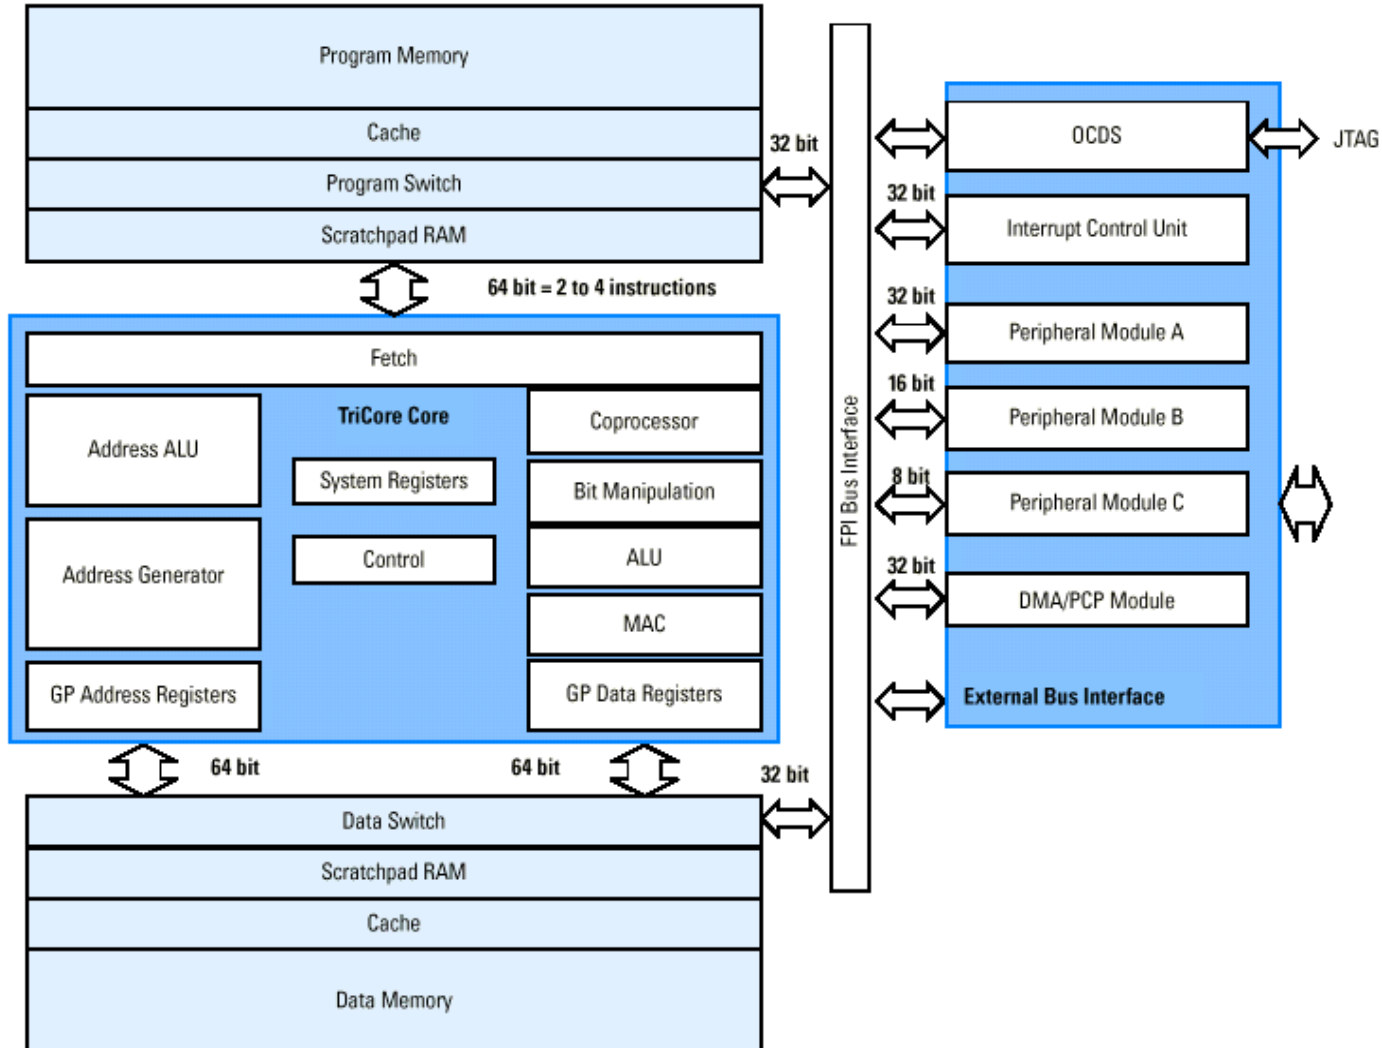 Program Memory
Cache
Program Switch
Scratchpad RAM
32 bit
64 bit = 2 to 4 instructions
Fetch
TriCore Core
Address ALU
System Registers
Control
Address Generator
GP Address Registers
Coprocessor
Bit Manipulation
ALU
MAC
GP Data Registers
64 bit
64 bit
32 bit
Data Switch
Scratchpad RAM
Cache
Data Memory
FPI Bus Interface
OCDS
JTAG
32 bit
Interrupt Control Unit
32 bit
Peripheral Module A
16 bit
Peripheral Module B
8 bit
Peripheral Module C
32 bit
DMA/PCP Module
External Bus Interface